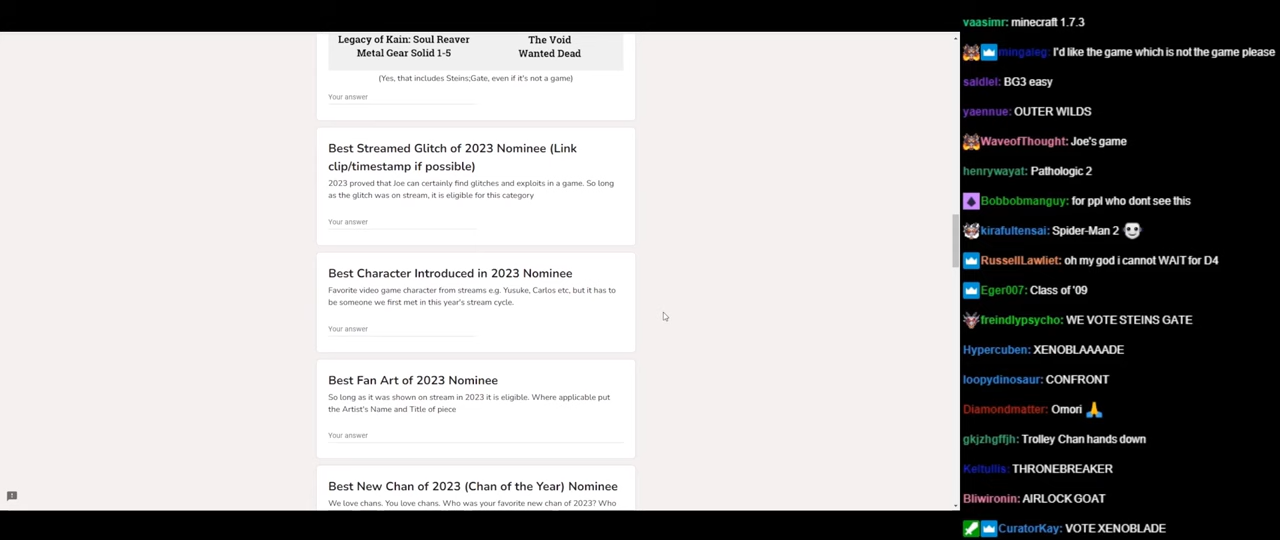 Legacy of Kain: Soul Reaver
Metal Gear Solid 1-5
The Void
Wanted Dead
(Yes, that includes Steins;Gate, even if it's not a game)
Your answer
Best Streamed Glitch of 2023 Nominee (Link
clip/timestamp if possible)
2023 proved that Joe can certainly find glitches and exploits in a game. So long
as the glitch was on stream, it is eligible for this category
Your answer
Best Character Introduced in 2023 Nominee
Favorite video game character from streams e.g. Yusuke, Carlos etc, but it has to
be someone we first met in this year's stream cycle.
Your answer
Best Fan Art of 2023 Nominee
So long as it was shown on stream in 2023 it is eligible. Where applicable put
the Artist's Name and Title of piece
Your answer
Best New Chan of 2023 (Chan of the Year) Nominee
We love chans. You love chans. Who was your favorite new chan of 2023? Who
vaasimr: minecraft 1.7.3
mingaleg: I'd like the game which is not the game please
saldlel: BG3 easy
yaennue: OUTER WILDS
WaveofThought: Joe's game
henrywayat: Pathologic 2
Bobbobmanguy: for ppl who dont see this
kirafultensai: Spider-Man 2
RussellLawliet: oh my god i cannot WAIT for D4
Eger007: Class of '09
freindlypsycho: WE VOTE STEINS GATE
Hypercuben: XENOBLAAAADE
loopydinosaur: CONFRONT
Diamondmatter: Omori
gkjzhgffjh: Trolley Chan hands down
Keltullis: THRONEBREAKER
Bliwironin: AIRLOCK GOAT
CuratorKay: VOTE XENOBLADE